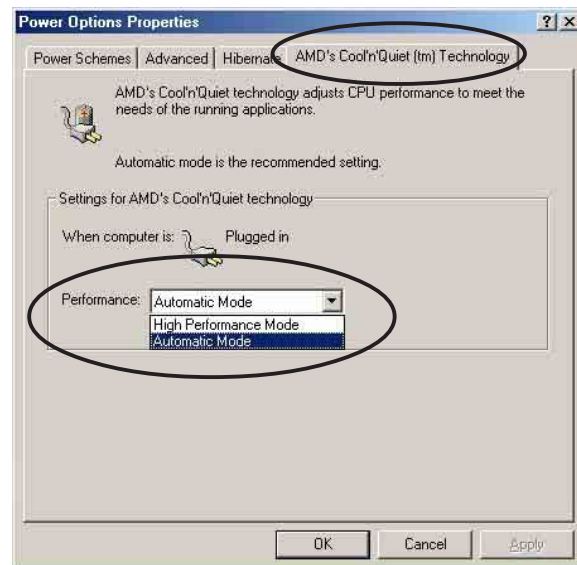 Power Options Properties
Power Schemes
Advanced
Hibernate
AMD's Cool'n'Quiet (tm) Technology
AMD's Cool'n'Quiet technology adjusts CPU performance to meet the
needs of the running applications.
Automatic mode is the recommended setting.
Settings for AMD's Cool'n'Quiet technology
When computer is:
Plugged in
Performance:
Automatic Mode
High Performance Mode
Automatic Mode
OK
Cancel
Apply